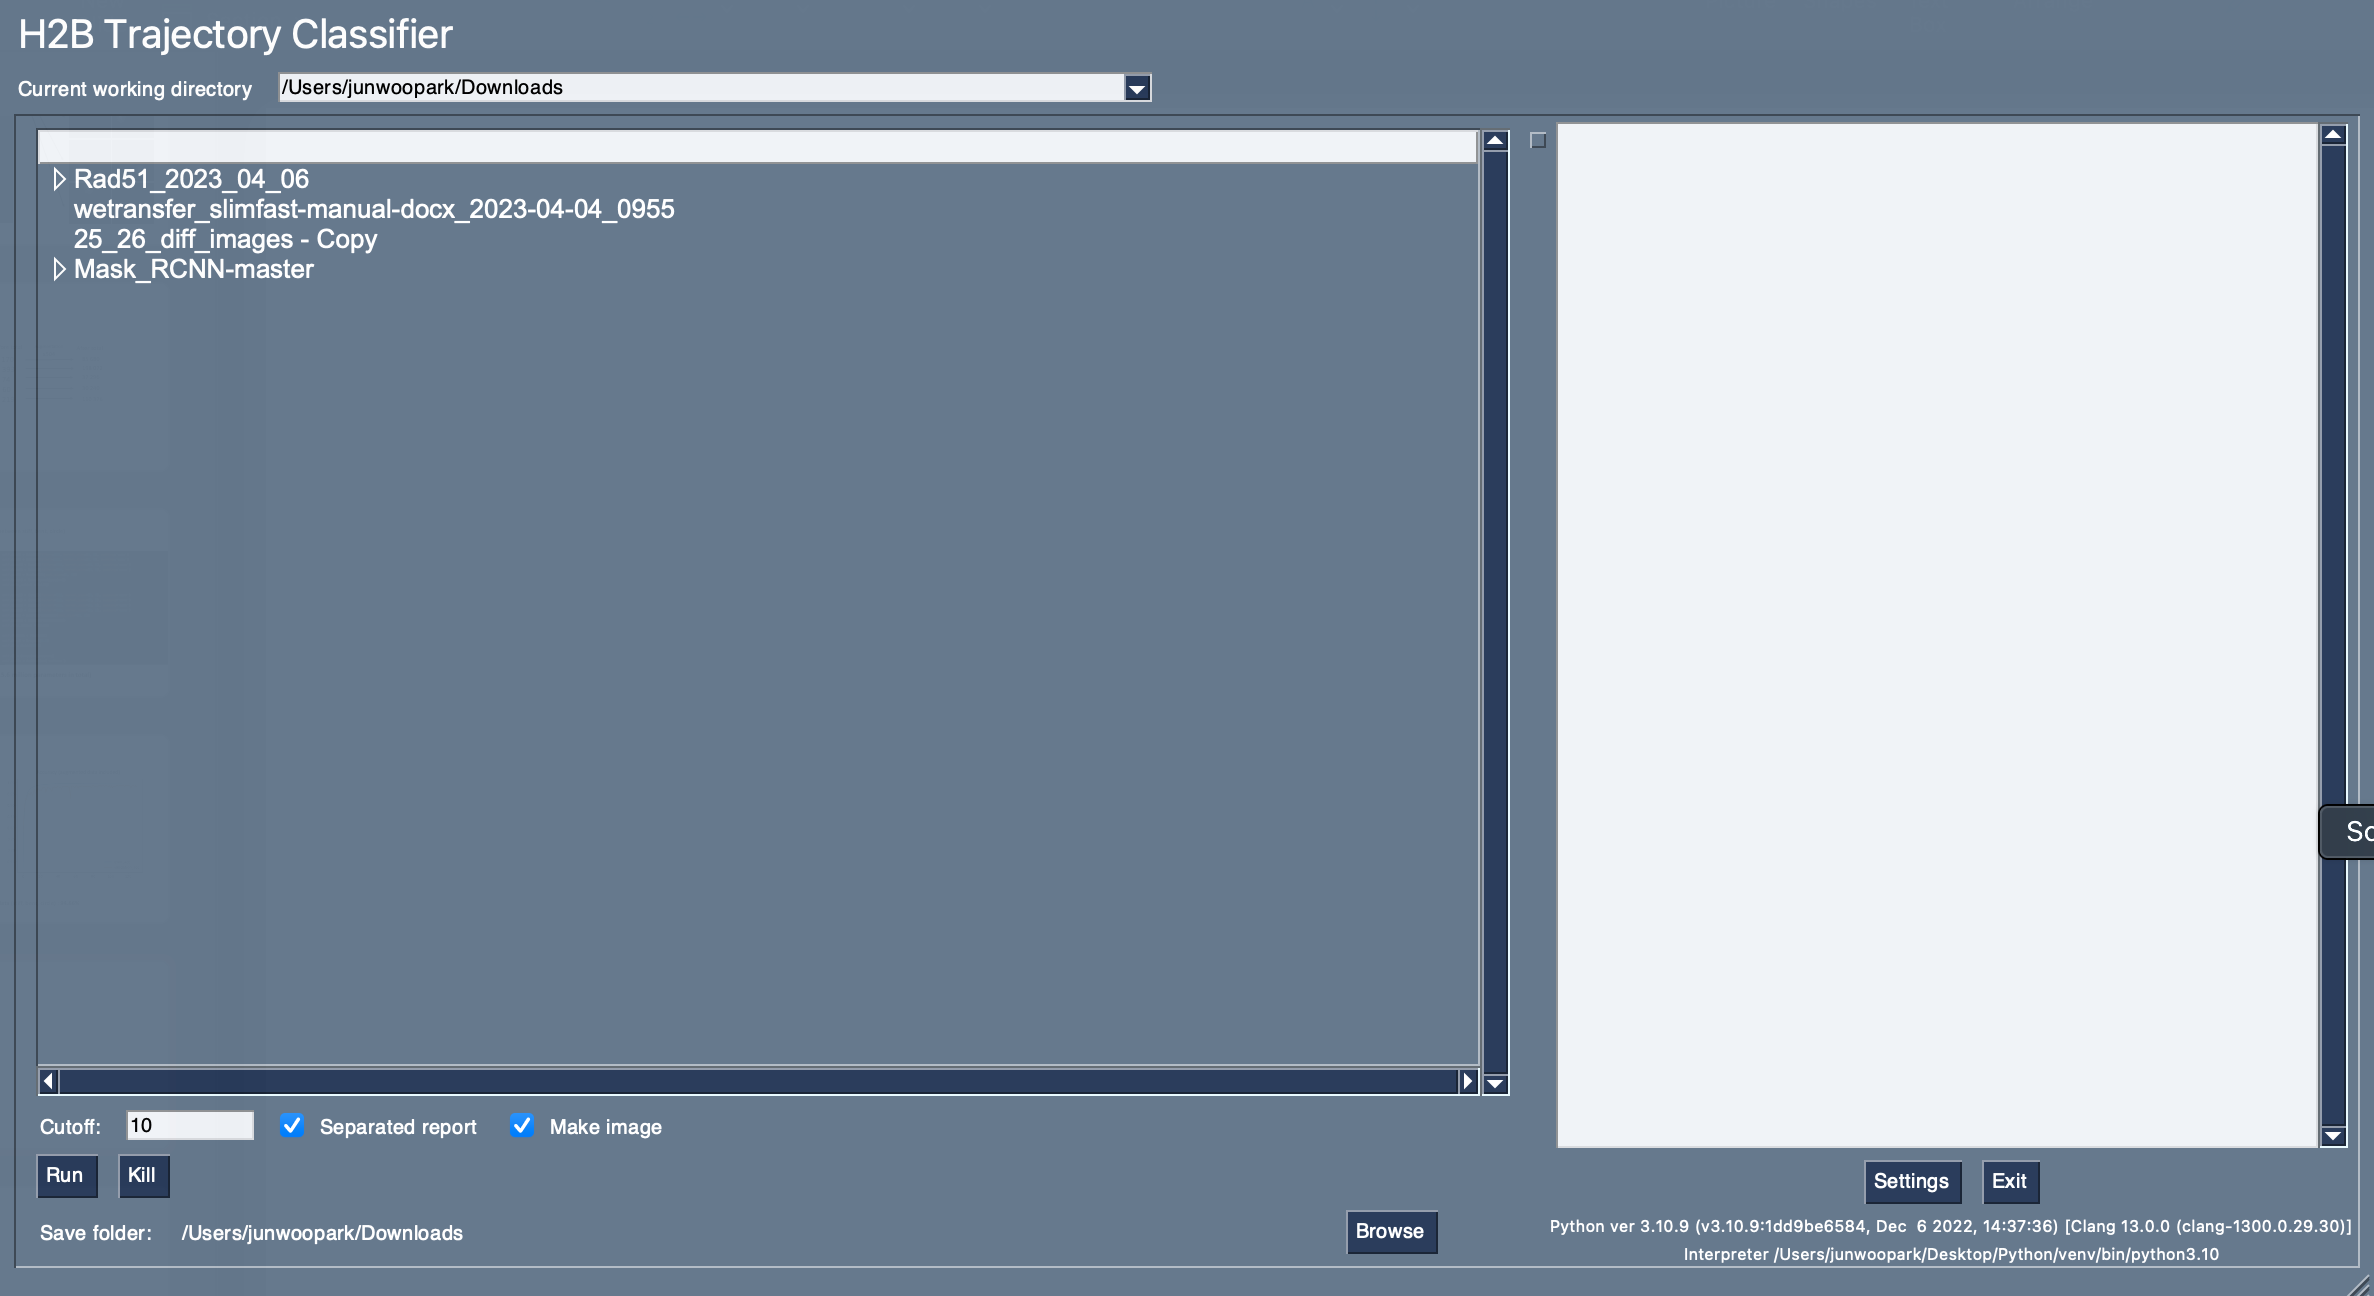 H2B Trajectory Classifier
Current working directory /Users/junwoopark/Downloads
Rad51_2023_04_06
wetransfer_slimfast-manual-docx_2023-04-04_0955
25_26_diff_images - Copy
Mask_RCNN-master
Cutoff: 10 Separated report Make image
Run Kill
Settings Exit
Save folder: /Users/junwoopark/Downloads Browse
Python ver 3.10.9 (v3.10.9:1dd9be6584, Dec  6 2022, 14:37:36) [Clang 13.0.0 (clang-1300.0.29.30)]
Interpreter /Users/junwoopark/Desktop/Python/venv/bin/python3.10